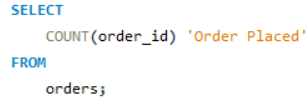 SELECT
COUNT(order_id) 'Order Placed'
FROM
orders;